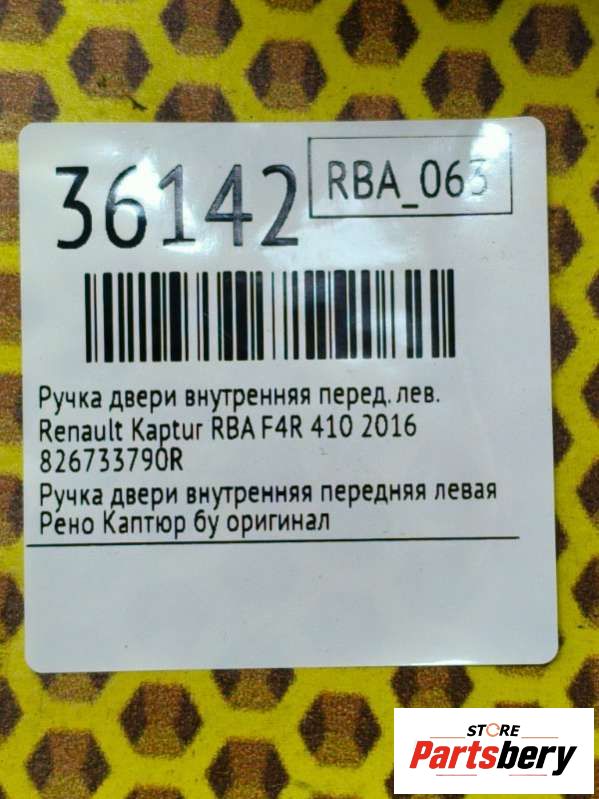 36142
RBA_063
Ручка двери внутренняя перед. лев.
Renault Kaptur RBA F4R 410 2016
826733790R
Ручка двери внутренняя передняя левая
Рено Каптюр бу оригинал
STORE
Partsbery